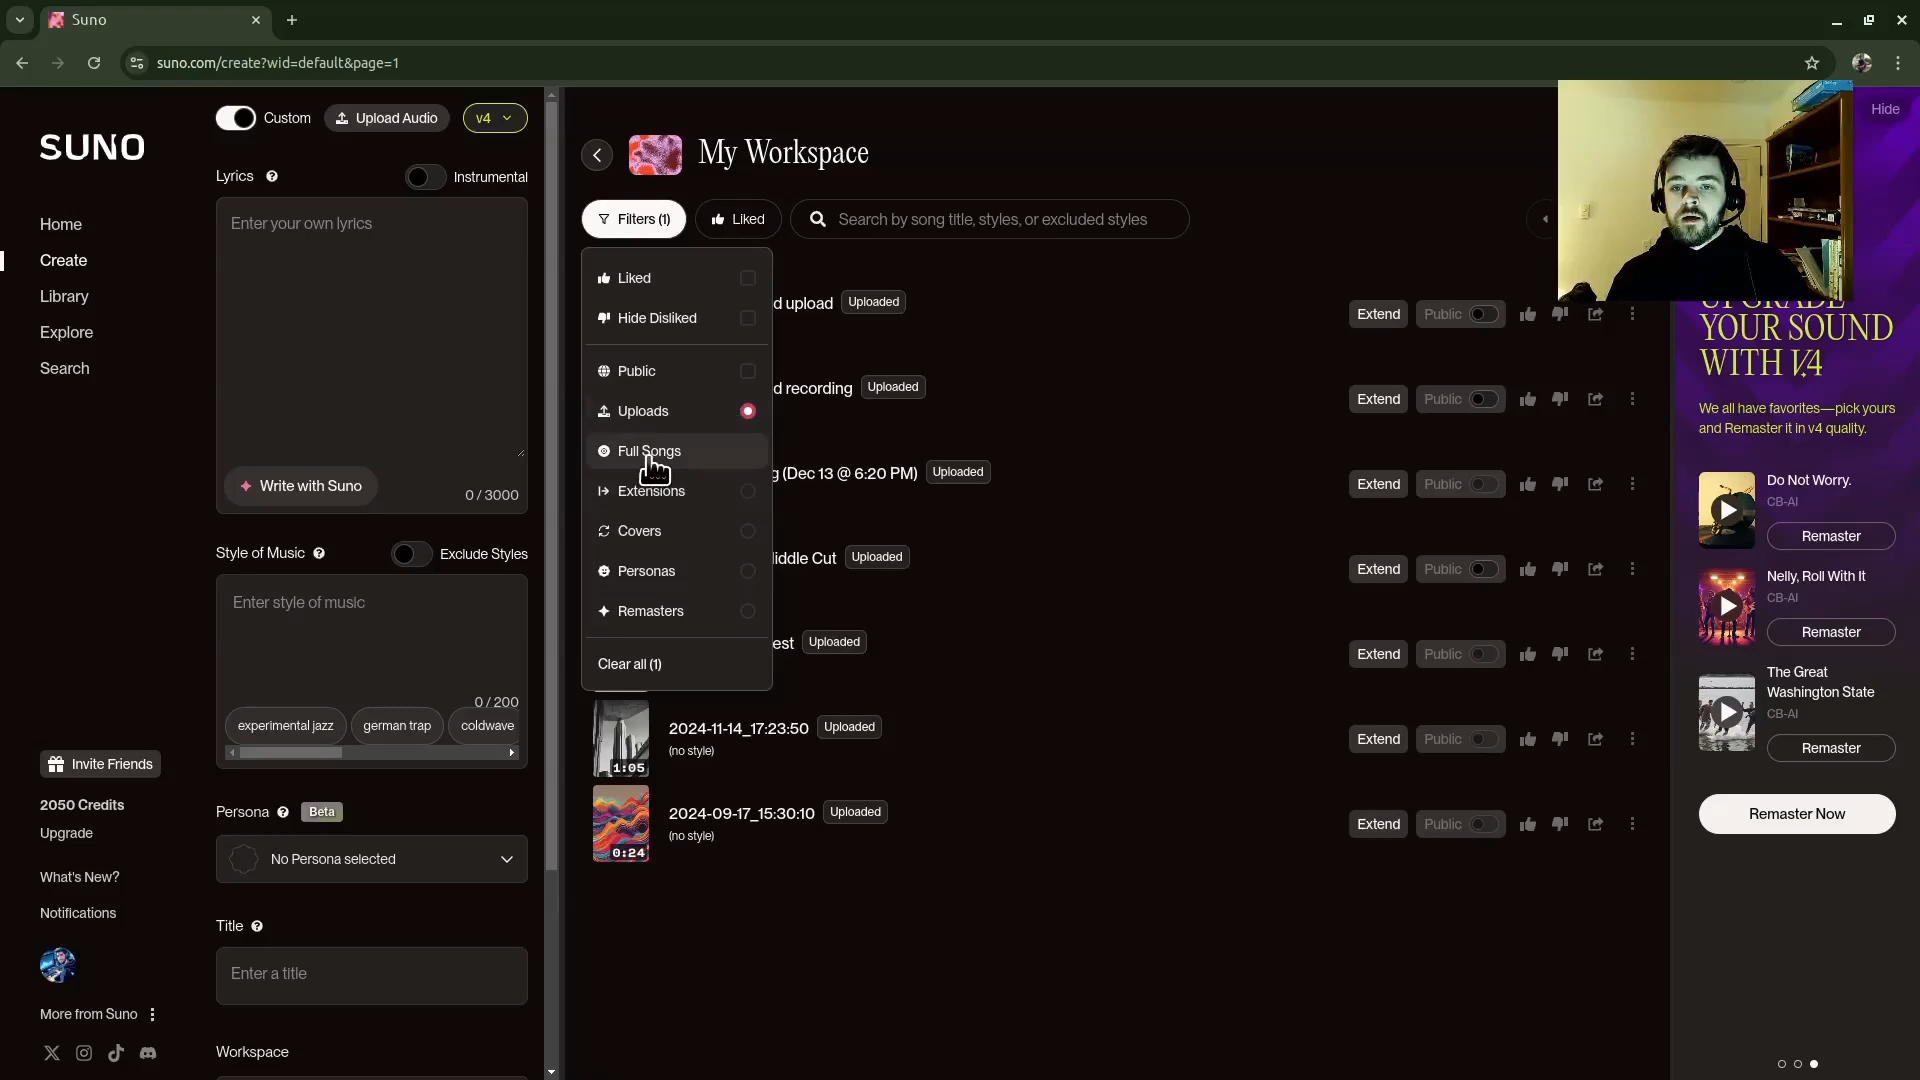 Suno
suno.com/create?wid=default&page=1
SUNO
Home
Create
Library
Explore
Search
Invite Friends
2050 Credits
Upgrade
What's New?
Notifications
More from Suno
Custom
Upload Audio
v4
Lyrics
Instrumental
Enter your own lyrics
Write with Suno
0 / 3000
Style of Music
Exclude Styles
Enter style of music
0 / 200
experimental jazz
german trap
coldwave
Persona
Beta
No Persona selected
Title
Enter a title
Workspace
My Workspace
Filters (1)
Liked
Search by song title, styles, or excluded styles
Liked
Hide Disliked
Public
Uploads
Full Songs
Extensions
Covers
Personas
Remasters
Clear all (1)
d upload Uploaded
Extend Public
d recording Uploaded
Extend Public
g (Dec 13 @ 6:20 PM) Uploaded
Extend Public
iddle Cut Uploaded
Extend Public
est Uploaded
Extend Public
2024-11-14_17:23:50 Uploaded
(no style)
1:05
Extend Public
2024-09-17_15:30:10 Uploaded
(no style)
0:24
Extend Public
Hide
UPGRADE
YOUR SOUND
WITH V4
We all have favorites—pick yours
and Remaster it in v4 quality.
Do Not Worry.
CB-AI
Remaster
Nelly, Roll With It
CB-AI
Remaster
The Great
Washington State
CB-AI
Remaster
Remaster Now